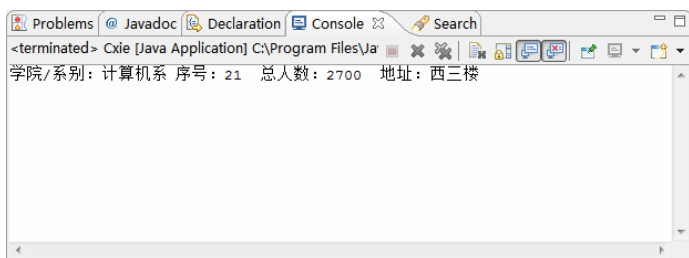 Problems @ Javadoc Declaration Console Search
<terminated> Cxie [Java Application] C:\Program Files\Ja
学院/系别：计算机系 序号：21 总人数：2700 地址：西三楼